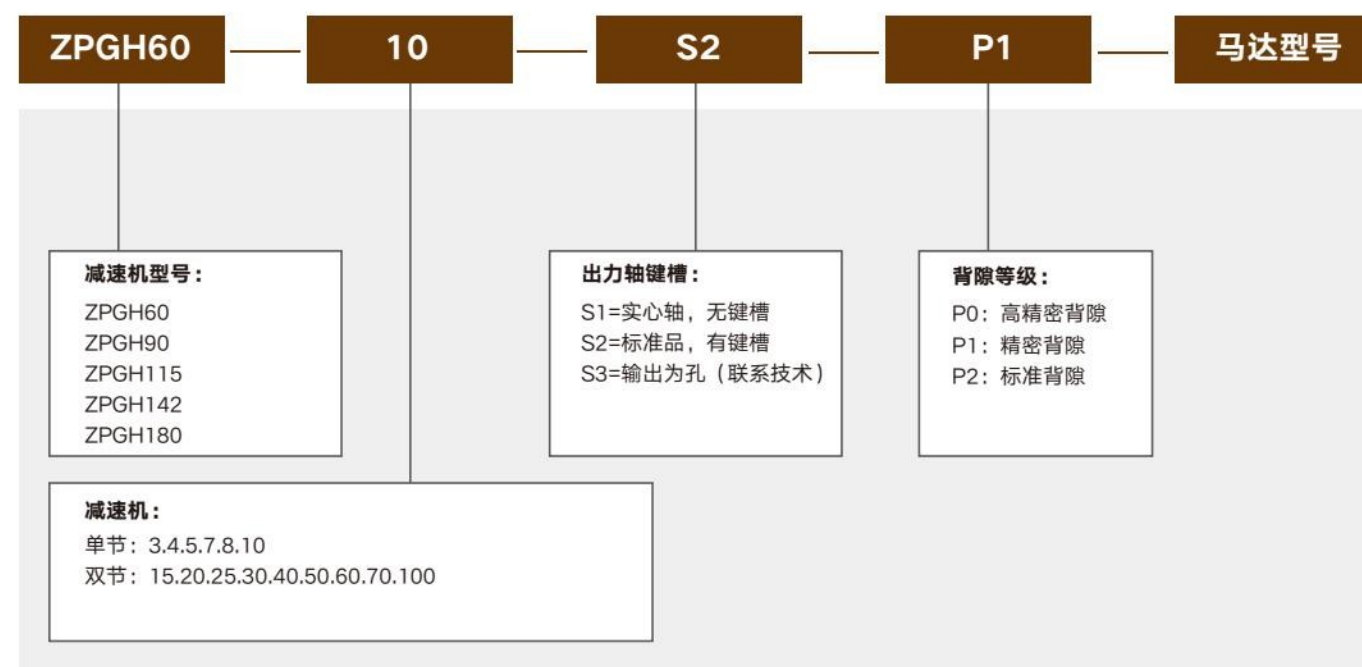 ZPGH60 10 S2 P1 马达型号
减速机型号:
ZPGH60
ZPGH90
ZPGH115
ZPGH142
ZPGH180
出力轴键槽:
S1=实心轴，无键槽
S2=标准品，有键槽
S3=输出为孔（联系技术）
背隙等级:
P0: 高精密背隙
P1: 精密背隙
P2: 标准背隙
减速机:
单节: 3.4.5.7.8.10
双节: 15.20.25.30.40.50.60.70.100